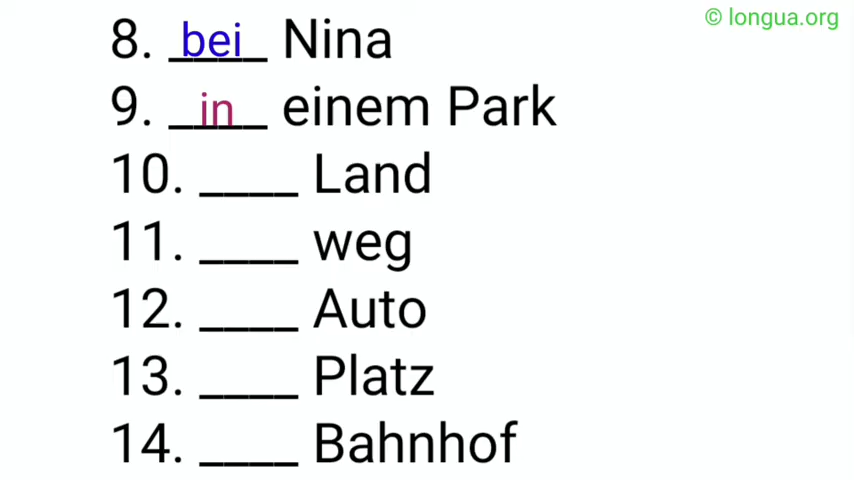 © longua.org
8. bei Nina
9. in einem Park
10. ____ Land
11. ____ weg
12. ____ Auto
13. ____ Platz
14. ____ Bahnhof